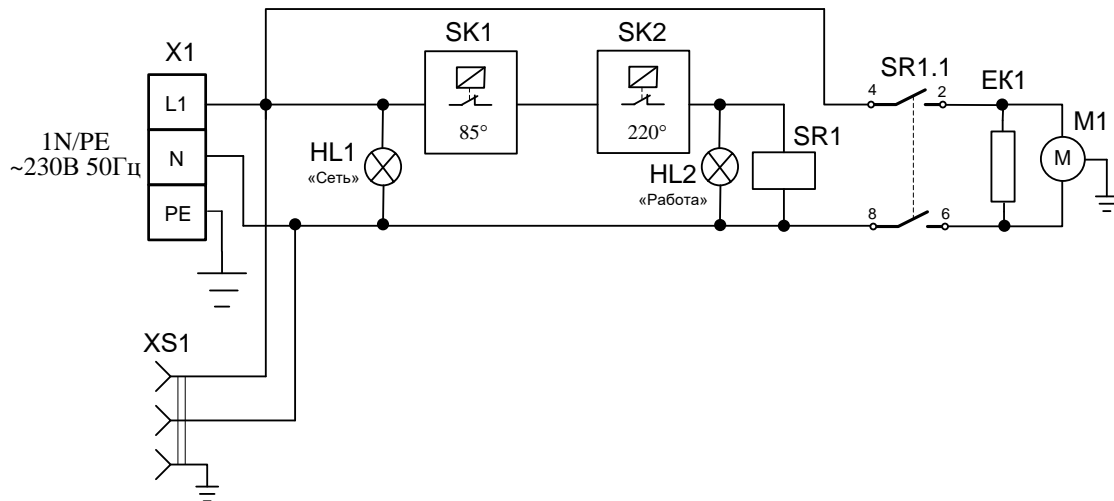 SK1
SK2
X1
SR1.1
ЕК1
L1
4
2
M1
85°
220°
1N/PE
~230В 50Гц
N
HL1
«Сеть»
HL2
«Работа»
SR1
M
PE
8
6
XS1